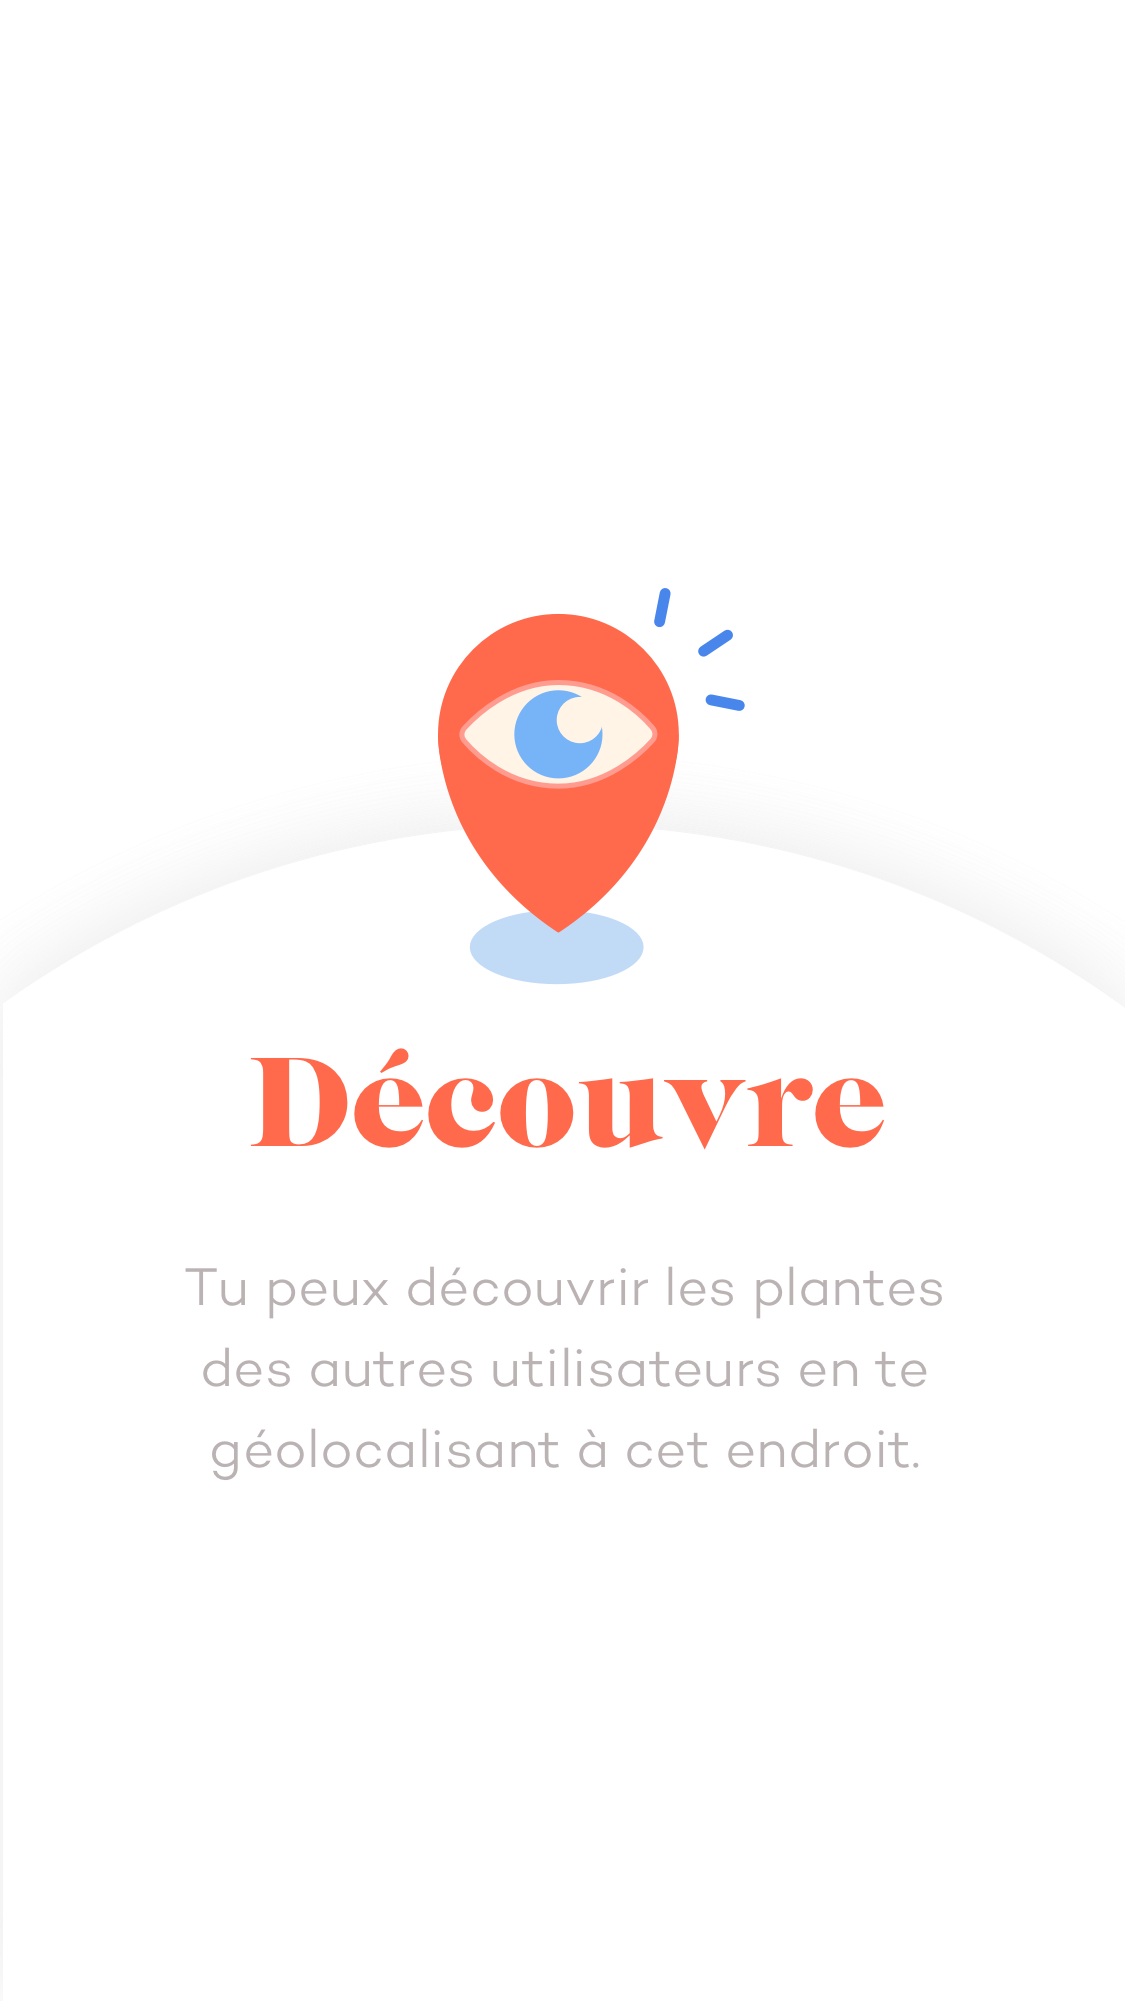 Découvre
Tu peux découvrir les plantes
des autres utilisateurs en te
géolocalisant à cet endroit.